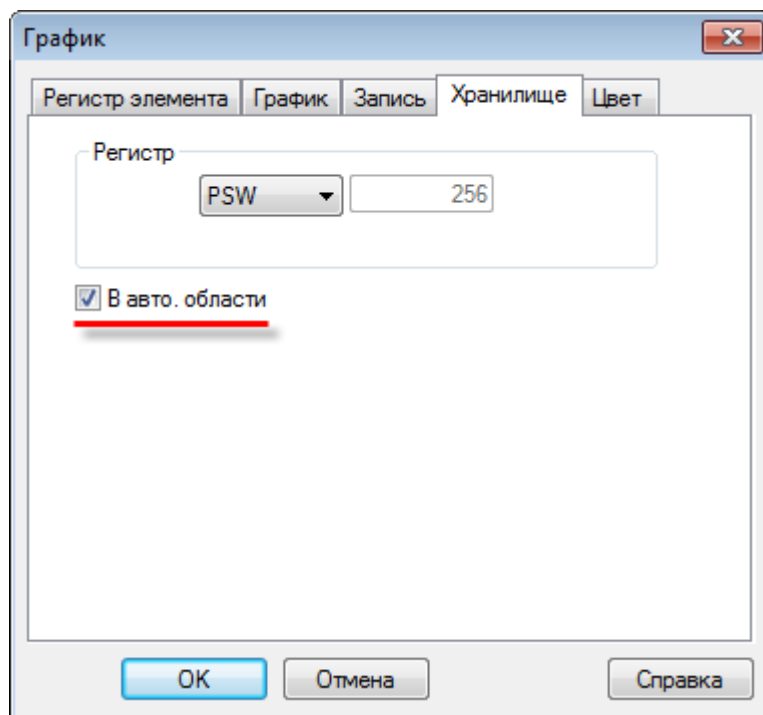 График
Регистр элемента График Запись Хранилище Цвет
Регистр
PSW 256
В авто. области
OK Отмена Справка